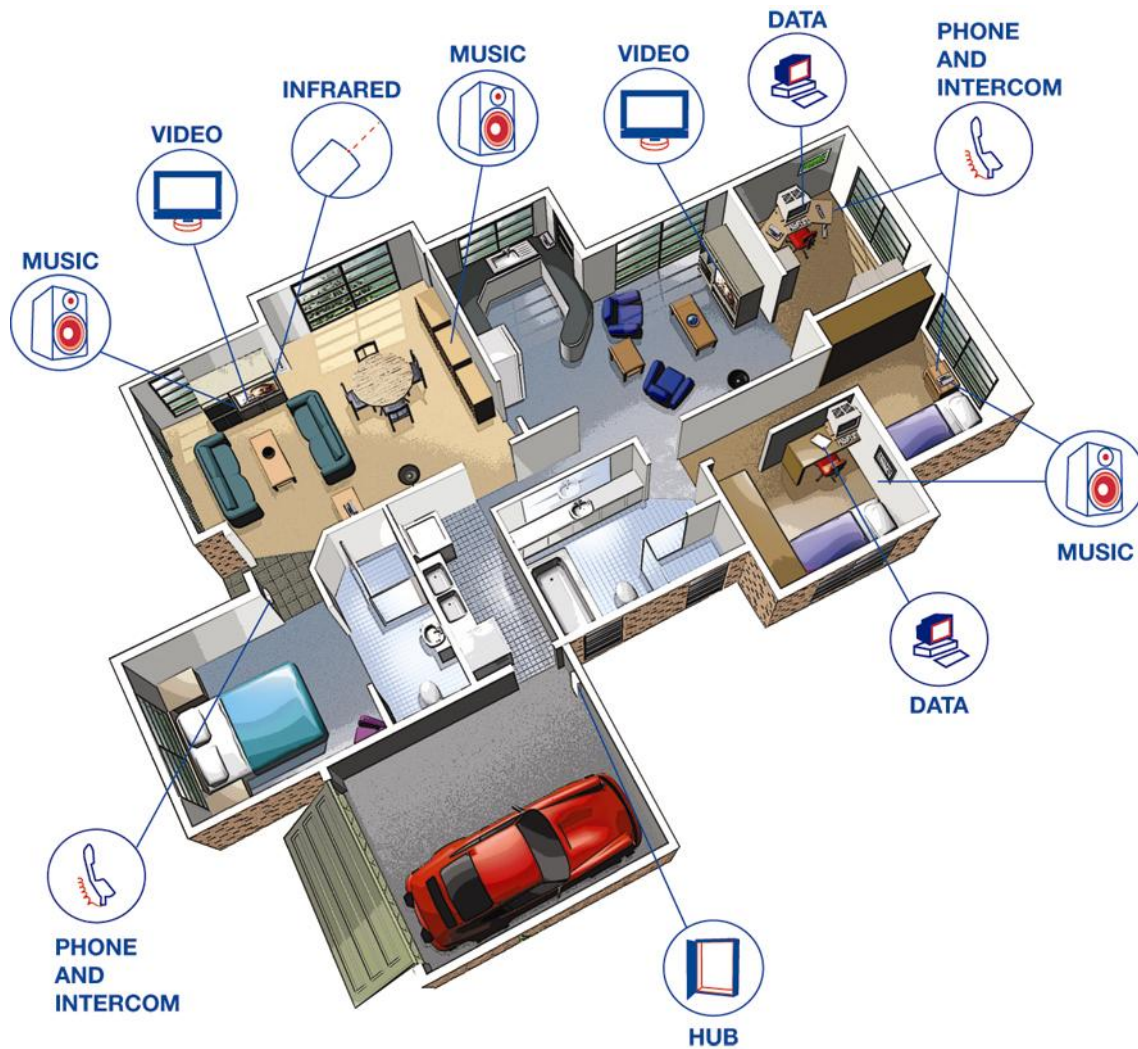 DATA
PHONE
AND
INTERCOM
VIDEO
MUSIC
INFRARED
VIDEO
MUSIC
MUSIC
DATA
PHONE
AND
INTERCOM
HUB